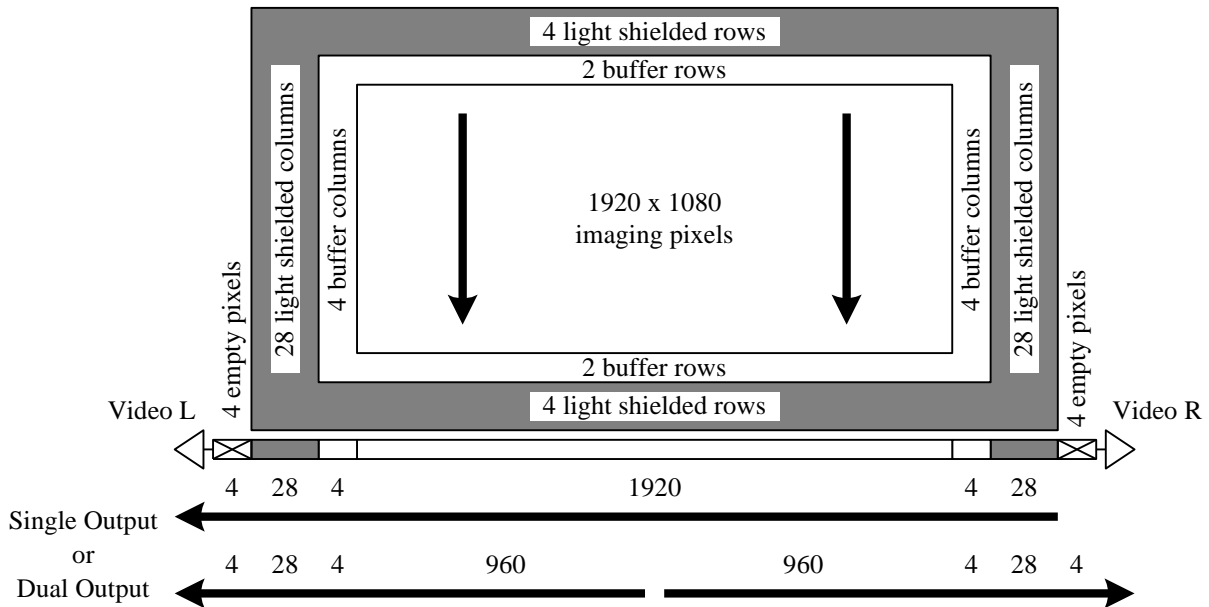 4 light shielded rows
2 buffer rows
28 light shielded columns
4 buffer columns
1920 x 1080
imaging pixels
4 buffer columns
28 light shielded columns
4 empty pixels
4 empty pixels
2 buffer rows
4 light shielded rows
Video L
Video R
4 28 4 1920 4 28
Single Output
or
Dual Output
4 28 4 960 960 4 28 4